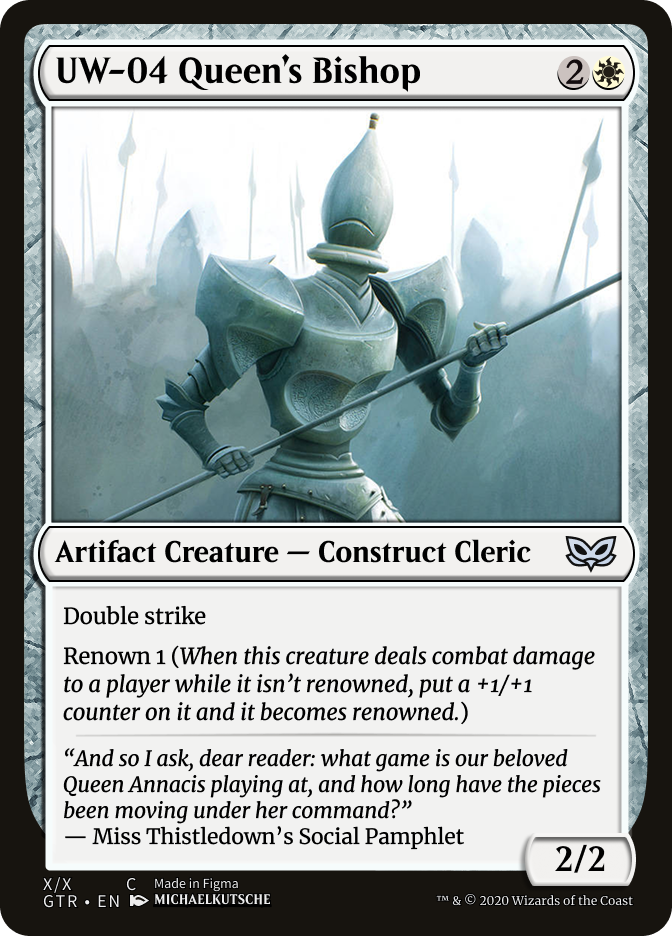 UW-04 Queen's Bishop 2
Artifact Creature — Construct Cleric
Double strike
Renown 1 (When this creature deals combat damage
to a player while it isn’t renowned, put a +1/+1
counter on it and it becomes renowned.)
“And so I ask, dear reader: what game is our beloved
Queen Annacis playing at, and how long have the pieces
been moving under her command?”
— Miss Thistledown’s Social Pamphlet
2/2
X/X C Made in Figma
GTR • EN MICHAELKUTSCHE ™ & © 2020 Wizards of the Coast